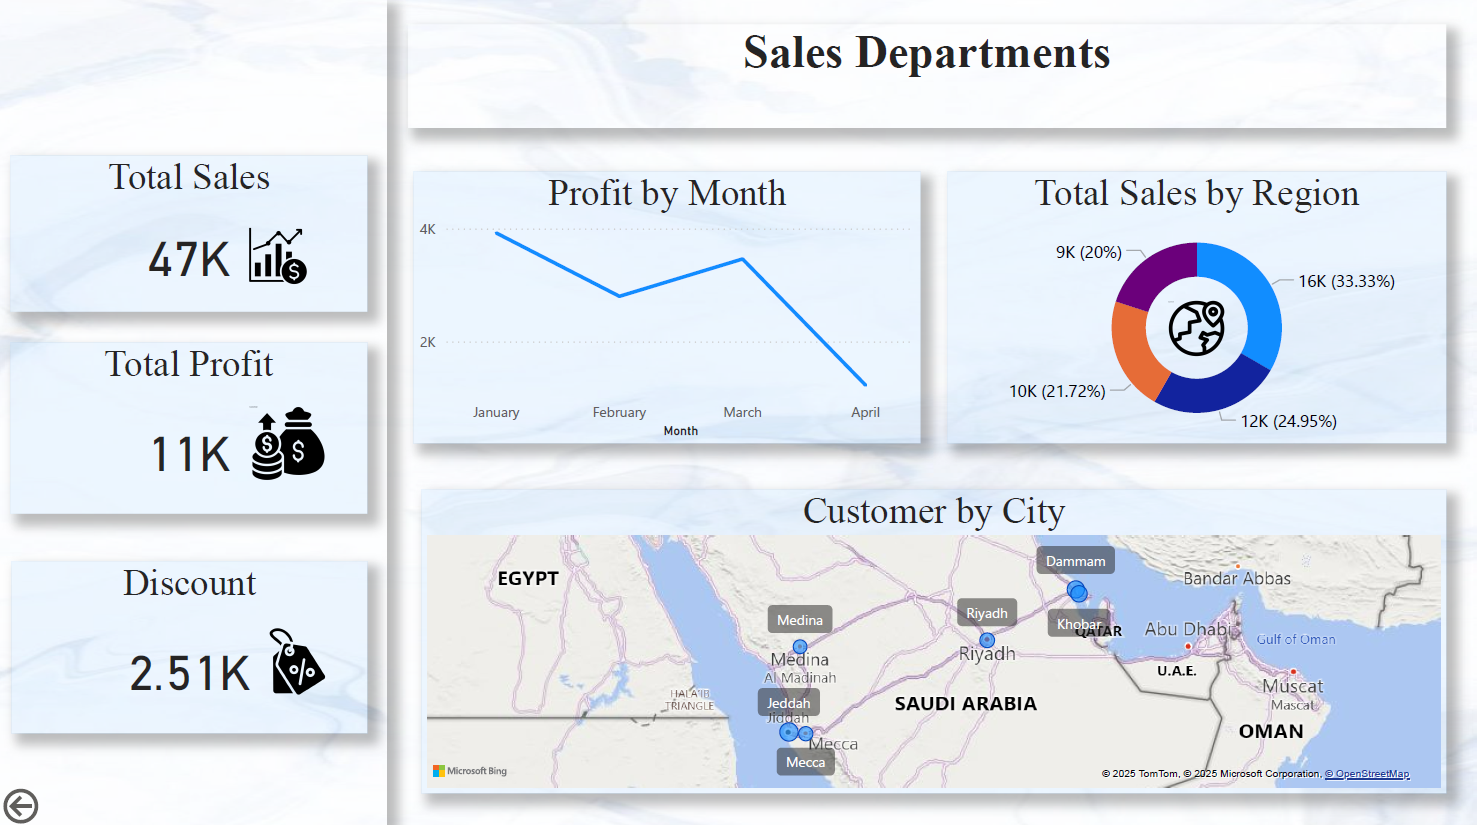 Sales Departments
Total Sales
47K
Total Profit
11K
Discount
2.51K
%
Profit by Month
4K
2K
January
February
March
April
Month
Total Sales by Region
9K (20%)
16K (33.33%)
10K (21.72%)
12K (24.95%)
Customer by City
EGYPT
Dammam
Bandar Abbas
Medina
Riyadh
Khobar
QATAR
Abu Dhabi
Gulf of Oman
Medina
Al Madinah
Riyadh
U.A.E.
Muscat
Mascat
HALA'IB
TRIANGLE
Jeddah
Jiddah
SAUDI ARABIA
OMAN
Mecca
Mecca
Microsoft Bing
© 2025 TomTom, © 2025 Microsoft Corporation, © OpenStreetMap